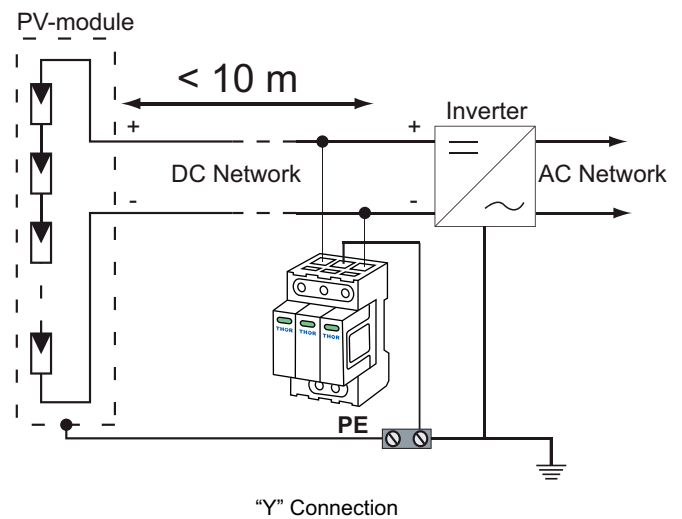 PV-module
< 10 m
Inverter
+
+
DC Network
AC Network
-
-
THOR
THOR
THOR
PE
“Y” Connection